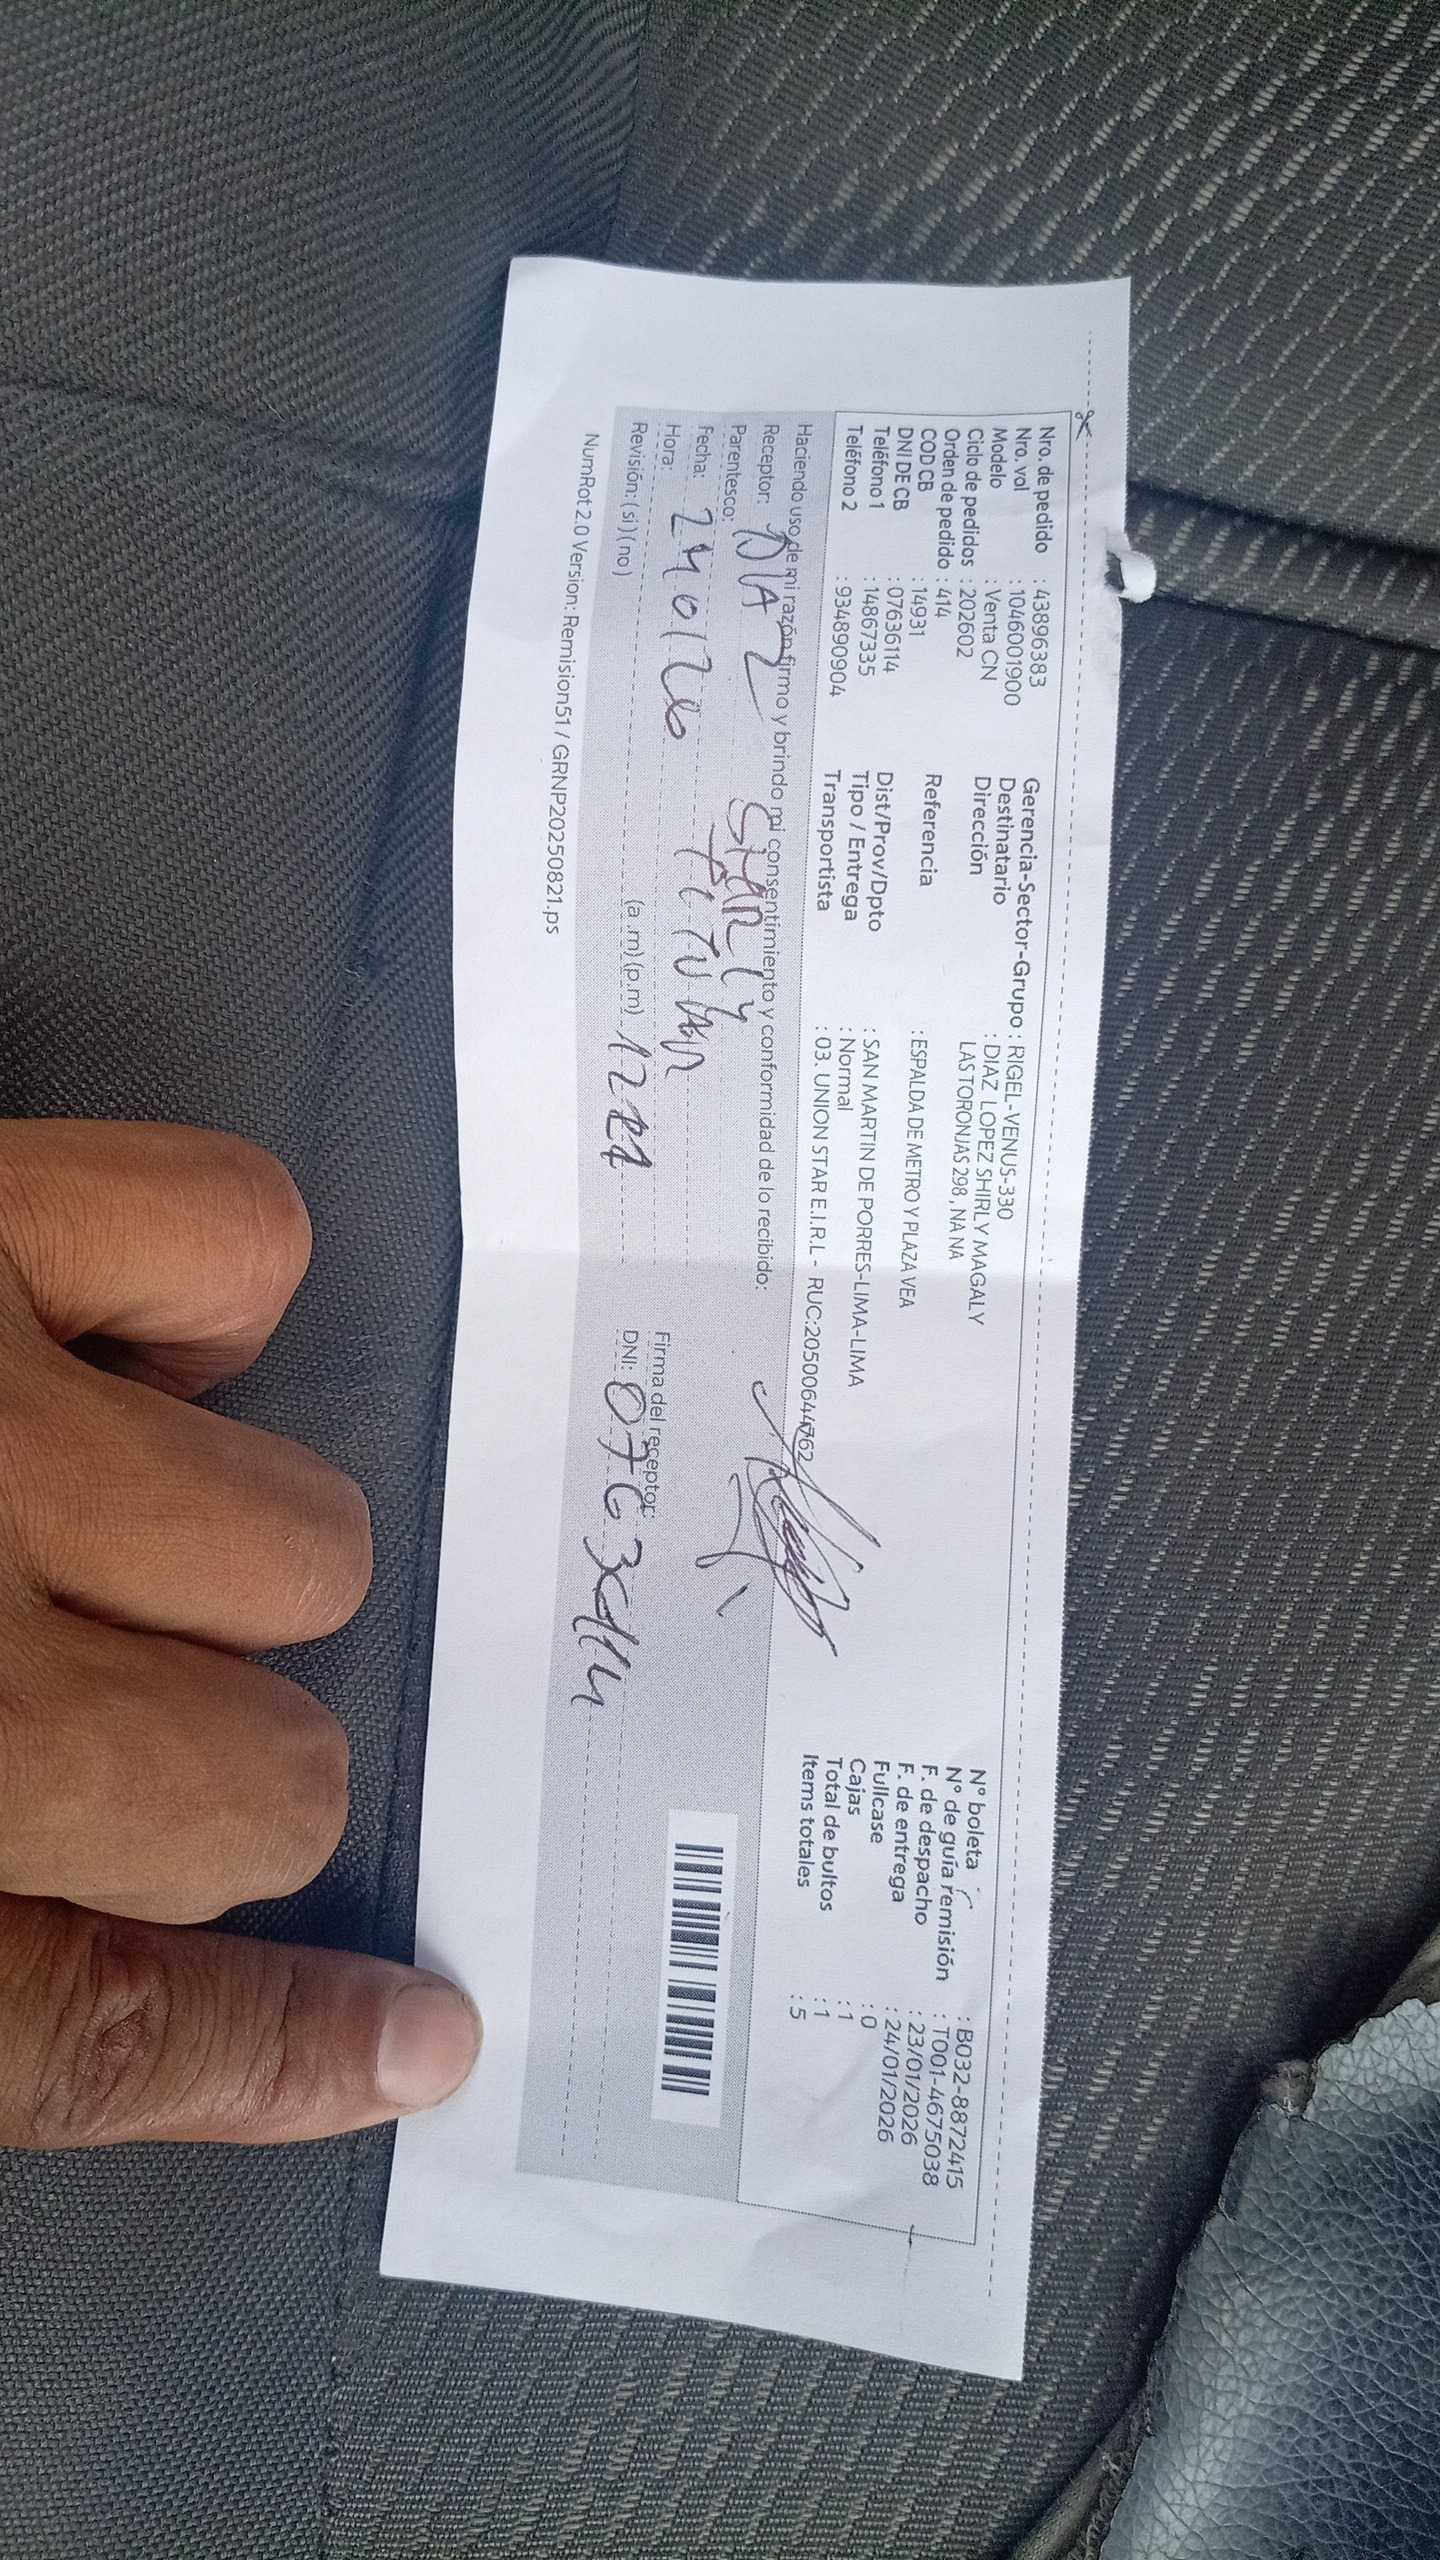 Nro. de pedido : 43896383
Nro. vol : 1046001900
Modelo : Venta CN
Ciclo de pedidos : 202602
Orden de pedido : 414
COD CB : 14931
DNI DE CB : 07636114
Teléfono 1 : 14867335
Teléfono 2 : 934890904
Gerencia-Sector-Grupo : RIGEL-VENUS-330
Destinatario : DIAZ LOPEZ SHIRLY MAGALY
Dirección LAS TORONJAS 298, NA NA
Referencia : ESPALDA DE METRO Y PLAZA VEA
Dist/Prov/Dpto : SAN MARTIN DE PORRES-LIMA-LIMA
Tipo / Entrega : Normal
Transportista : 03. UNION STAR E.I.R.L - RUC:20500644762
N° boleta : B032-8872415
N° de guía remisión : T001-4675038
F. de despacho : 23/01/2026
F. de entrega : 24/01/2026
Fullcase : 0
Cajas : 1
Total de bultos : 1
Items totales : 5
Haciendo uso de mi razón firmo y brindo mi consentimiento y conformidad de lo recibido:
Receptor: DIAZ
Parentesco:
Fecha: 24 01 26
Hora: (a.m) (p.m)
Revisión: (si) (no)
Firma del receptor:
DNI: 07636114
NumRot 2.0 Version: Remision51 / GRNP20250821.ps